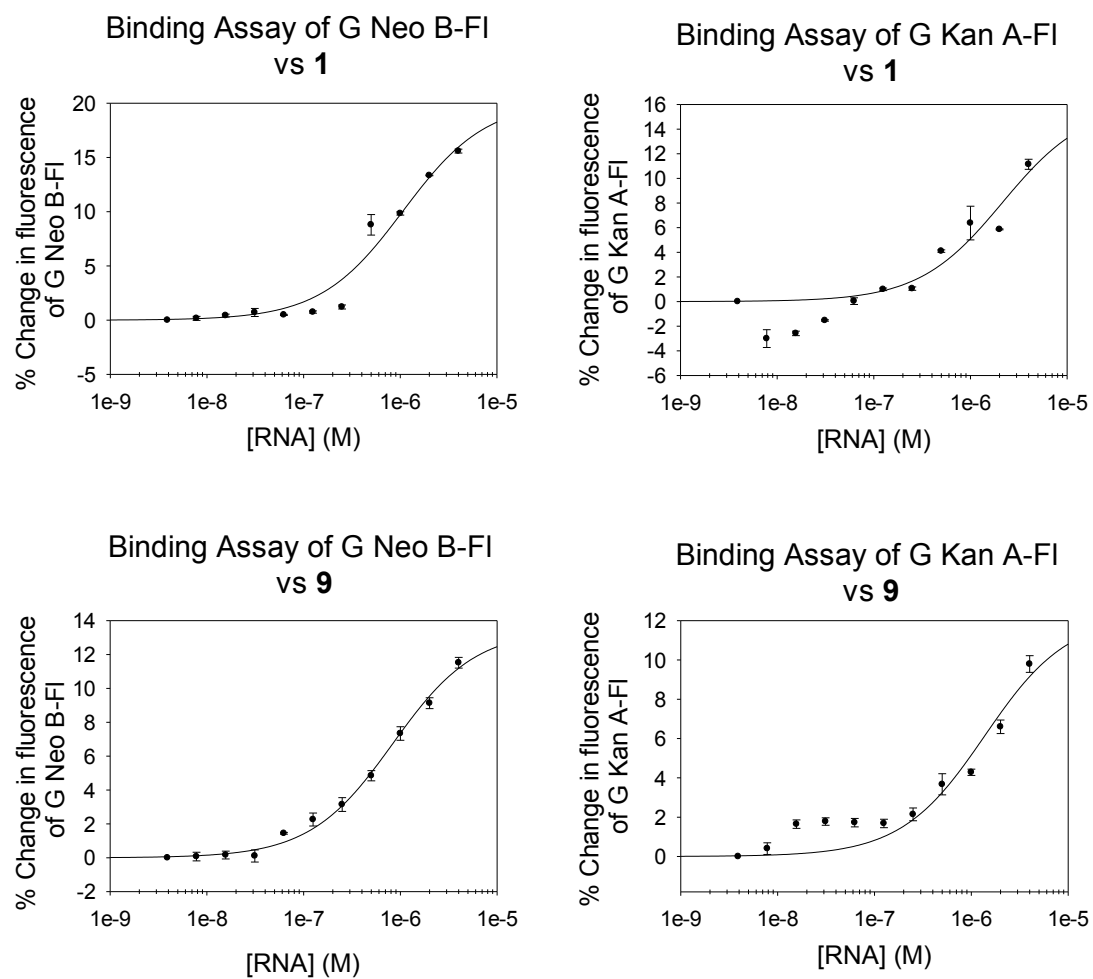 Binding Assay of G Neo B-Fl
vs 1
% Change in fluorescence
of G Neo B-Fl
20
15
10
5
0
-5
1e-9 1e-8 1e-7 1e-6 1e-5
[RNA] (M)
Binding Assay of G Kan A-Fl
vs 1
% Change in fluorescence
of G Kan A-Fl
16
14
12
10
8
6
4
2
0
-2
-4
-6
1e-9 1e-8 1e-7 1e-6 1e-5
[RNA] (M)
Binding Assay of G Neo B-Fl
vs 9
% Change in fluorescence
of G Neo B-Fl
14
12
10
8
6
4
2
0
-2
1e-9 1e-8 1e-7 1e-6 1e-5
[RNA] (M)
Binding Assay of G Kan A-Fl
vs 9
% Change in fluorescence
of G Kan A-Fl
12
10
8
6
4
2
0
1e-9 1e-8 1e-7 1e-6 1e-5
[RNA] (M)